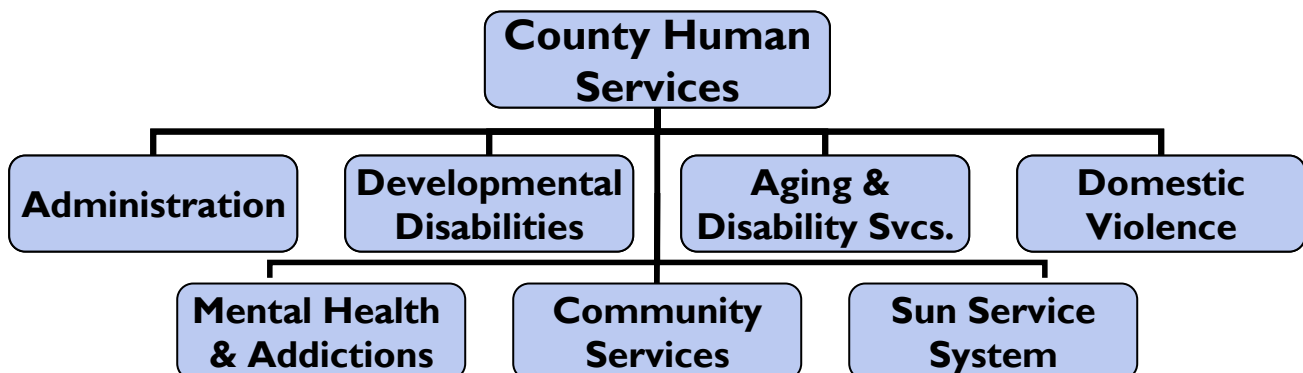 County Human
Services
Administration
Developmental
Disabilities
Aging &
Disability Svcs.
Domestic
Violence
Mental Health
& Addictions
Community
Services
Sun Service
System